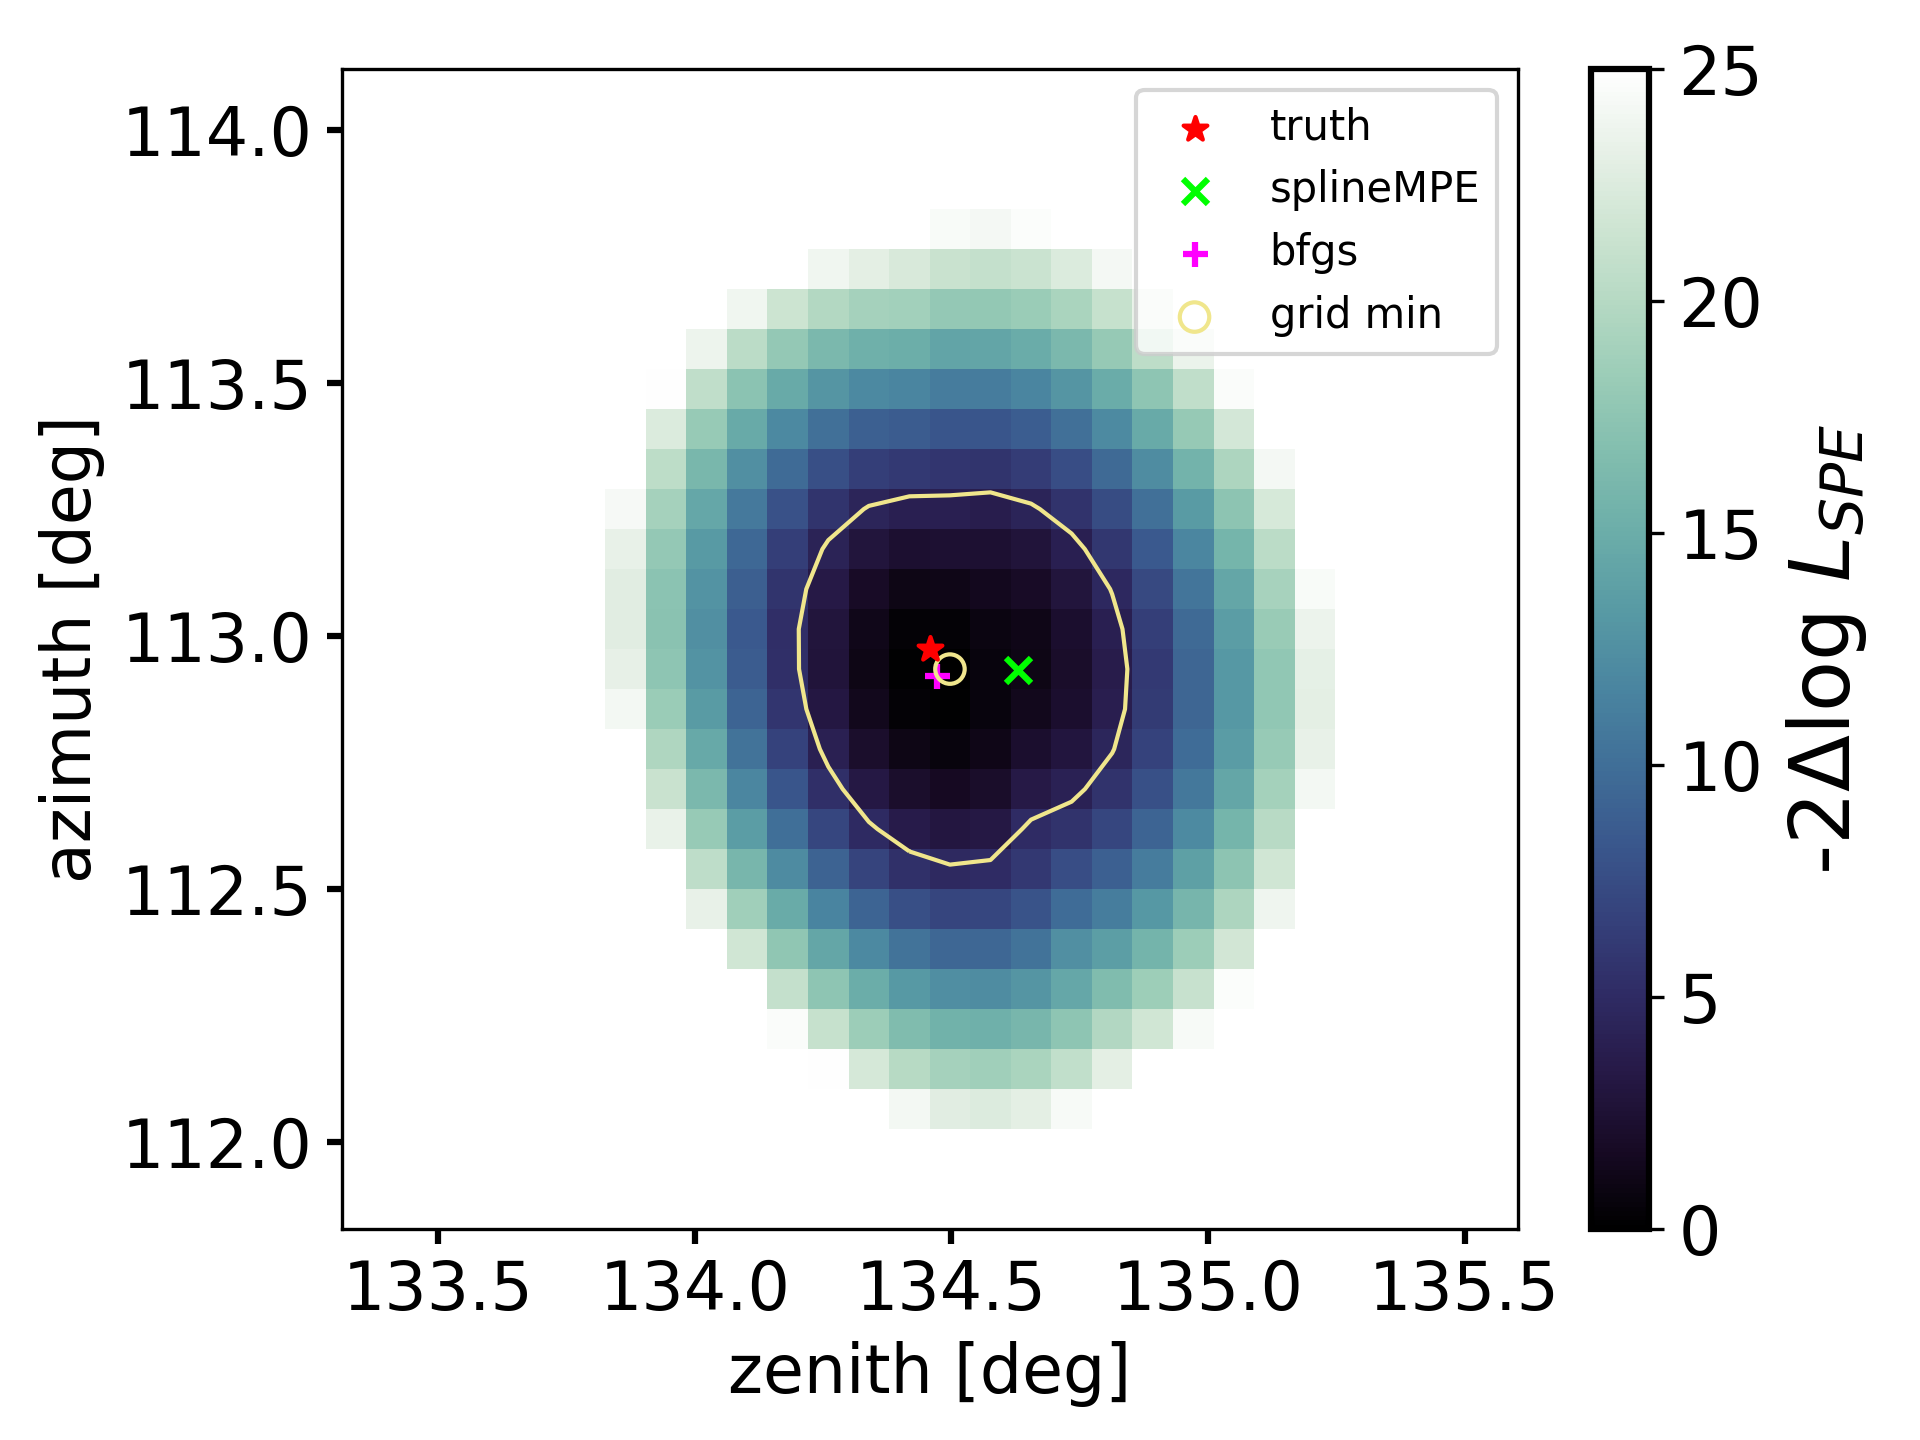 114.0
113.5
113.0
112.5
112.0
azimuth [deg]
133.5 134.0 134.5 135.0 135.5
zenith [deg]
truth
splineMPE
bfgs
grid min
25
20
15
10
5
0
-2Δlog L_SPE